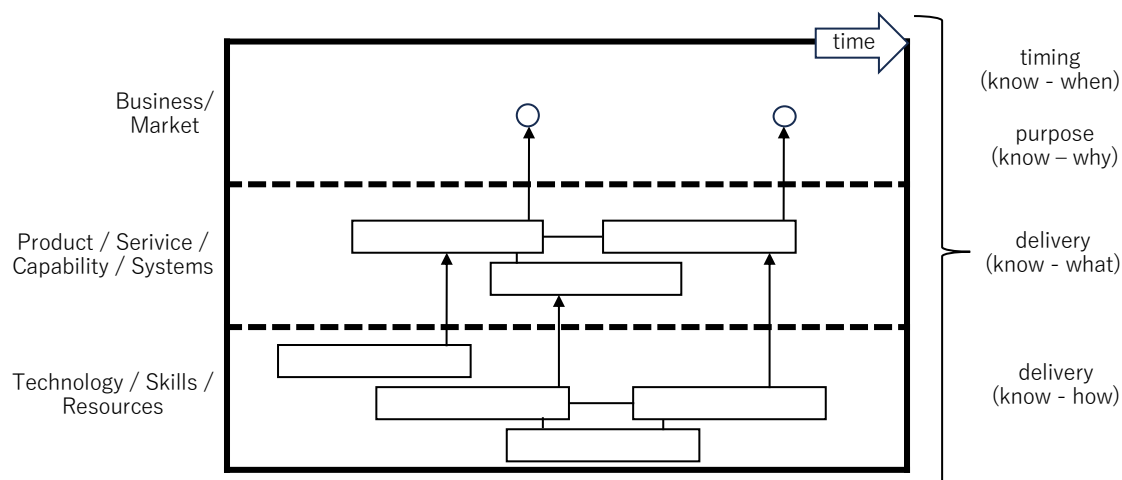 time
timing
(know - when)
Business/
Market
purpose
(know – why)
Product / Serivice /
Capability / Systems
delivery
(know - what)
Technology / Skills /
Resources
delivery
(know - how)